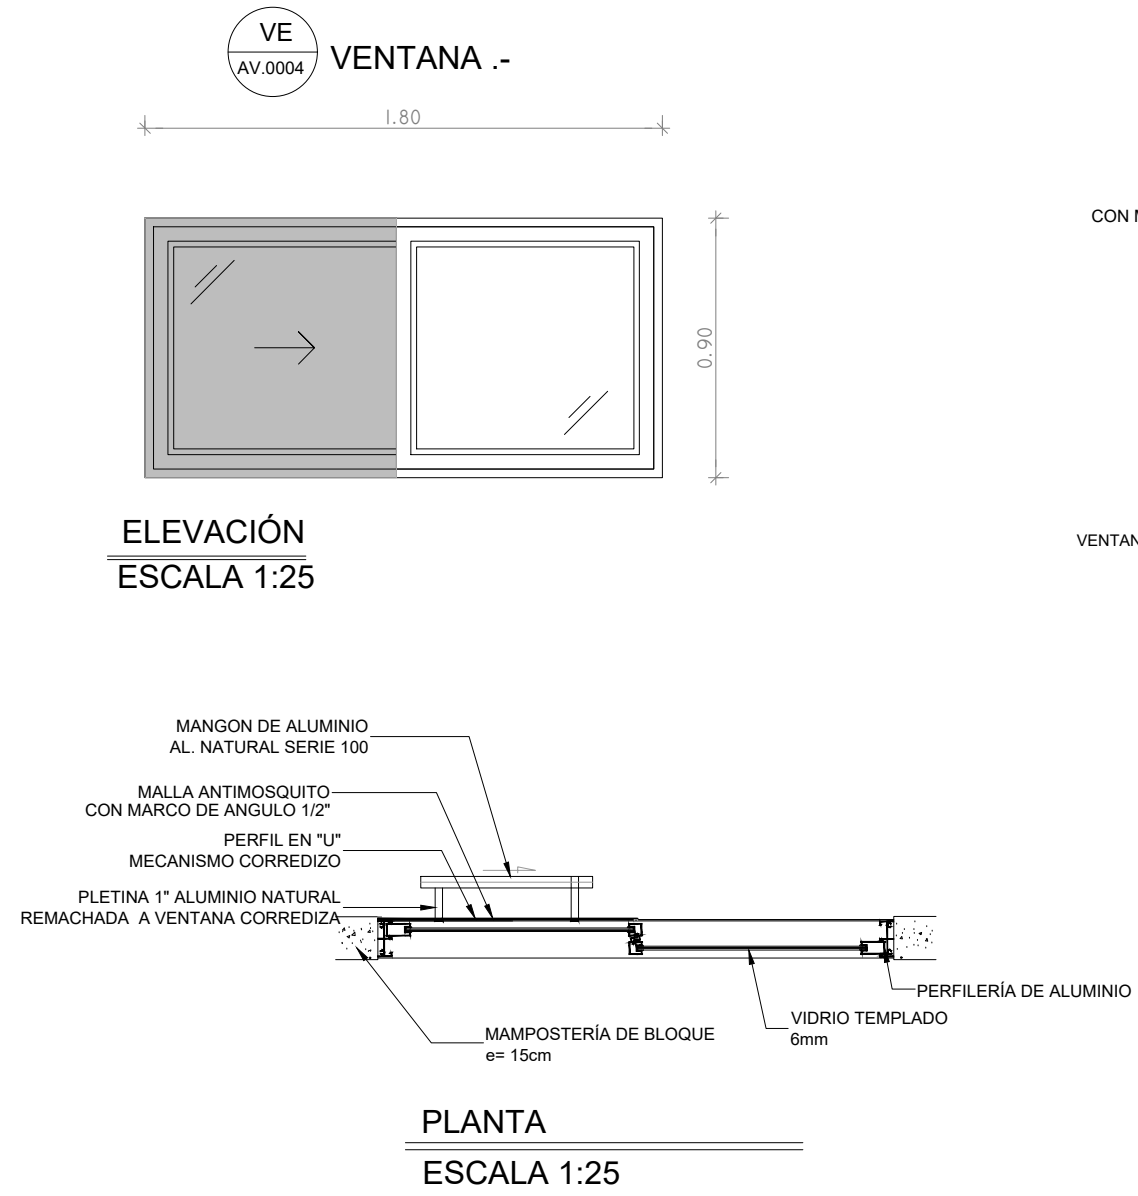 VE
AV.0004
VENTANA .-
1.80
CON
0.90
ELEVACIÓN
ESCALA 1:25
VENTAN
MANGON DE ALUMINIO
AL. NATURAL SERIE 100
MALLA ANTIMOSQUITO
CON MARCO DE ANGULO 1/2"
PERFIL EN "U"
MECANISMO CORREDIZO
PLETINA 1" ALUMINIO NATURAL
REMACHADA A VENTANA CORREDIZA
PERFILERÍA DE ALUMINIO
VIDRIO TEMPLADO
6mm
MAMPOSTERÍA DE BLOQUE
e= 15cm
PLANTA
ESCALA 1:25